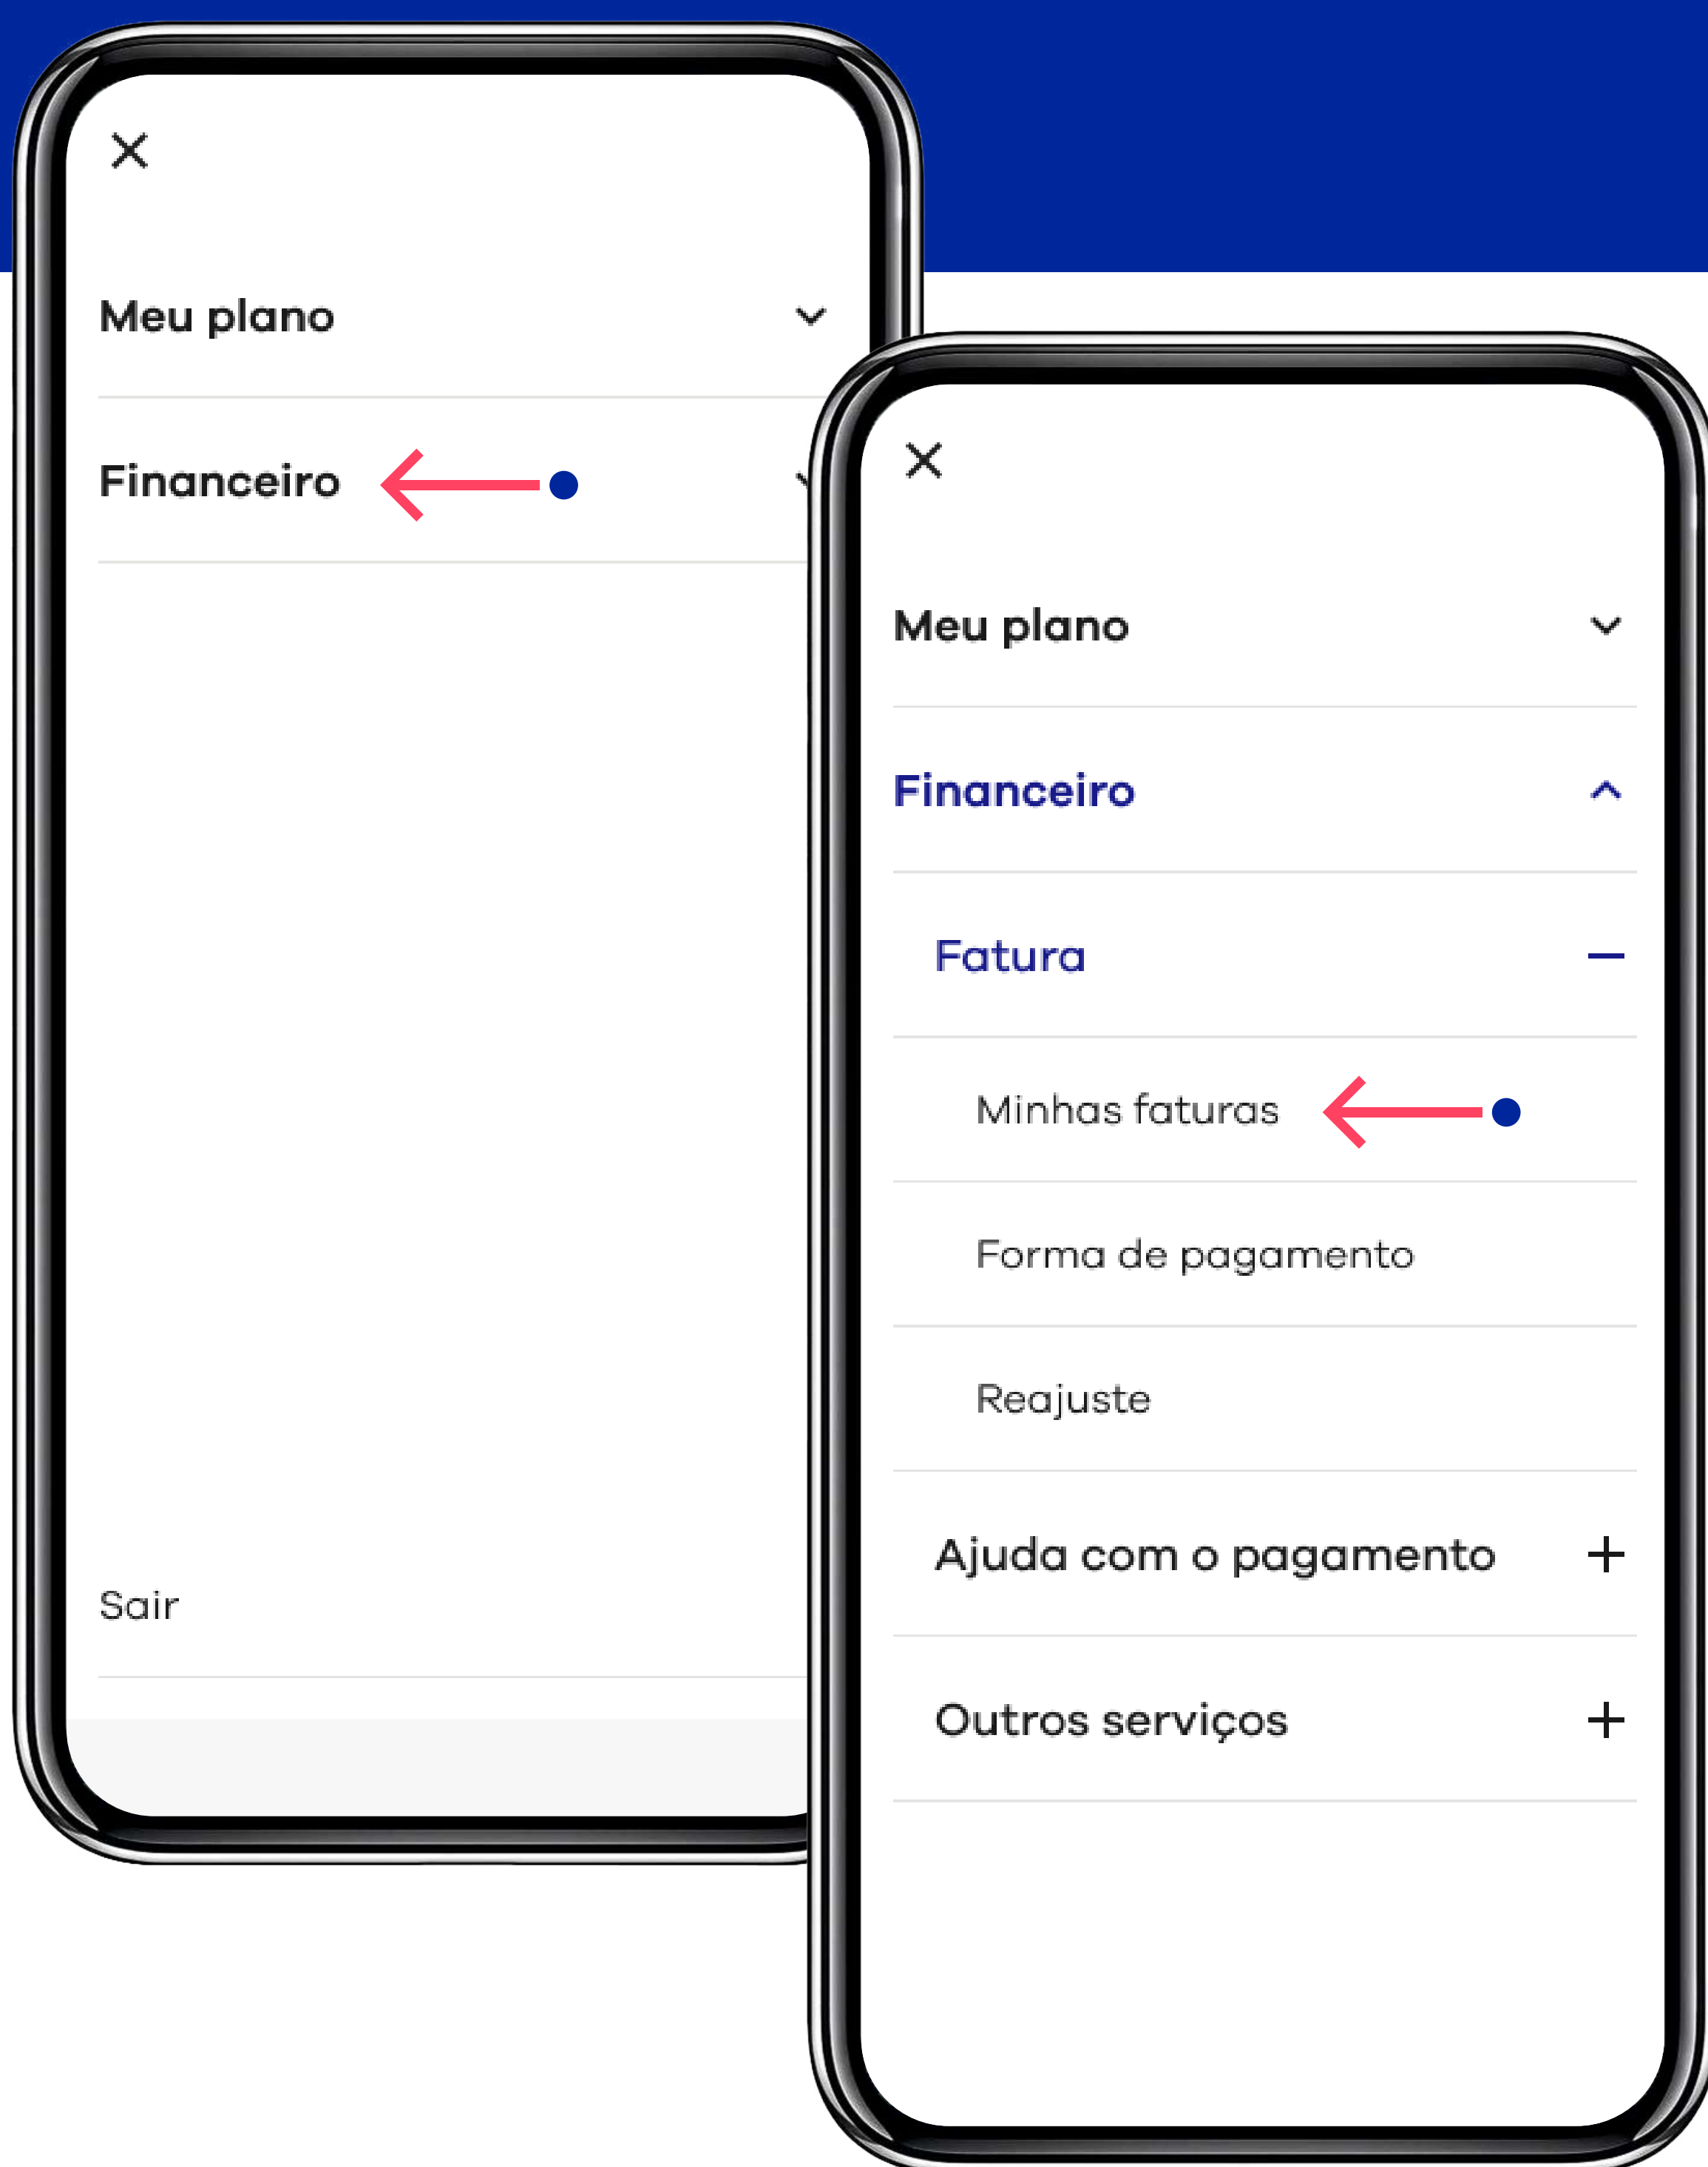 Meu plano
Financeiro
Sair
Meu plano
Financeiro
Fatura
Minhas faturas
Forma de pagamento
Reajuste
Ajuda com o pagamento
Outros serviços